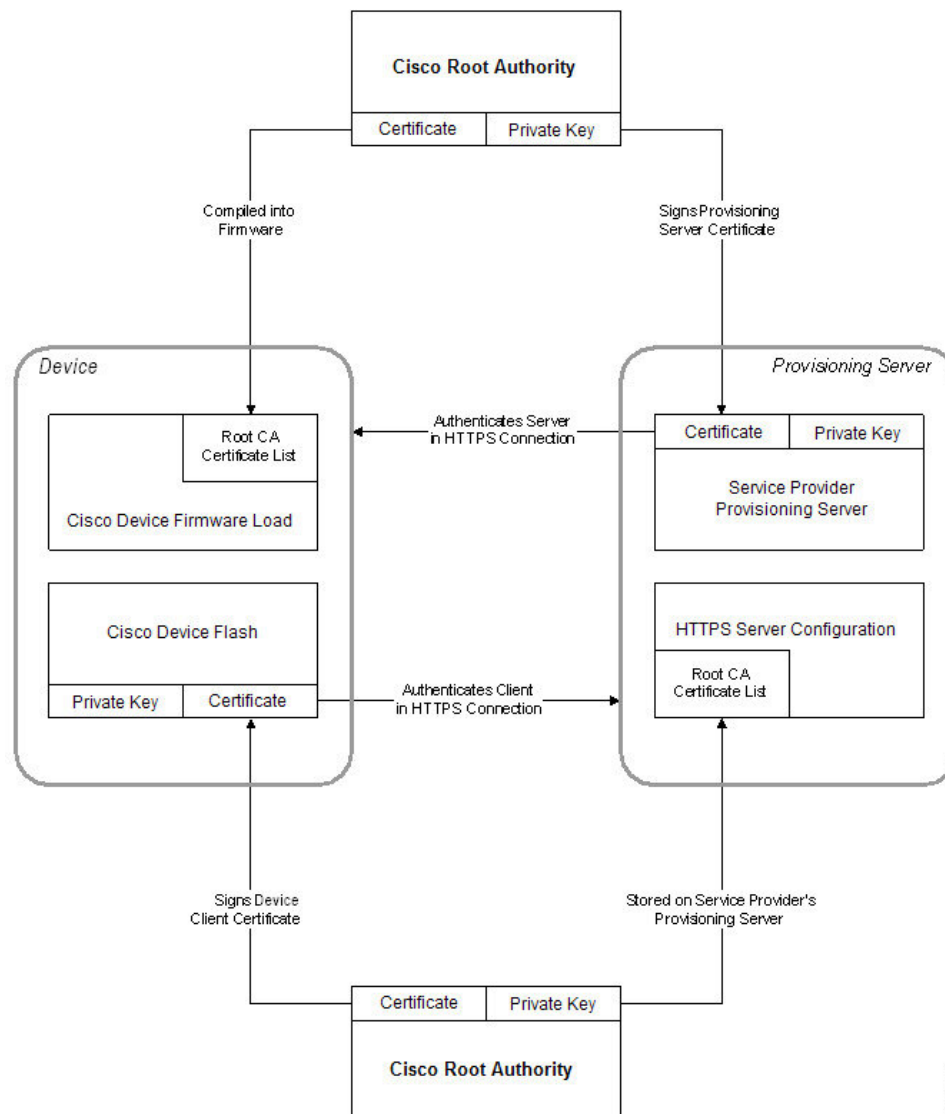 Cisco Root Authority
Certificate
Private Key
Compiled into
Firmware
Signs Provisioning
Server Certificate
Device
Provisioning Server
Root CA
Certificate List
Cisco Device Firmware Load
Authenticates Server
in HTTPS Connection
Certificate
Private Key
Service Provider
Provisioning Server
Cisco Device Flash
Private Key
Certificate
Authenticates Client
in HTTPS Connection
HTTPS Server Configuration
Root CA
Certificate List
Signs Device
Client Certificate
Stored on Service Provider's
Provisioning Server
Certificate
Private Key
Cisco Root Authority